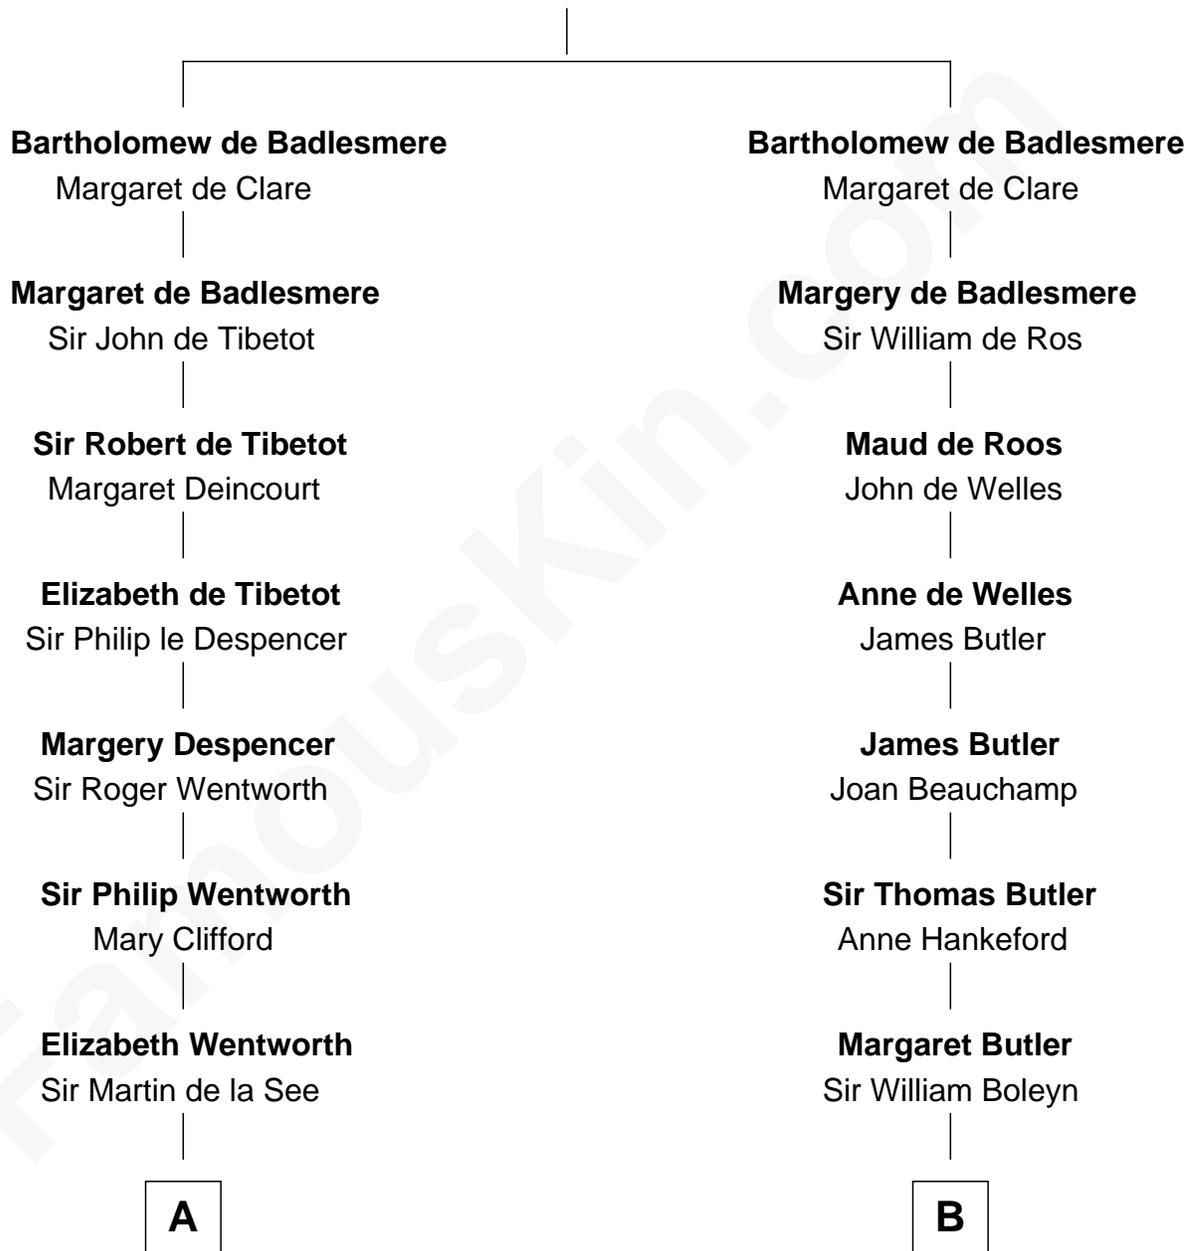 Bartholomew de Badlesmere
Margaret de Clare
Margaret de Badlesmere
Sir John de Tibetot
Sir Robert de Tibetot
Margaret Deincourt
Elizabeth de Tibetot
Sir Philip le Despencer
Margery Despencer
Sir Roger Wentworth
Sir Philip Wentworth
Mary Clifford
Elizabeth Wentworth
Sir Martin de la See
A
Bartholomew de Badlesmere
Margaret de Clare
Margery de Badlesmere
Sir William de Ros
Maud de Roos
John de Welles
Anne de Welles
James Butler
James Butler
Joan Beauchamp
Sir Thomas Butler
Anne Hankeford
Margaret Butler
Sir William Boleyn
B
FamousKin.com